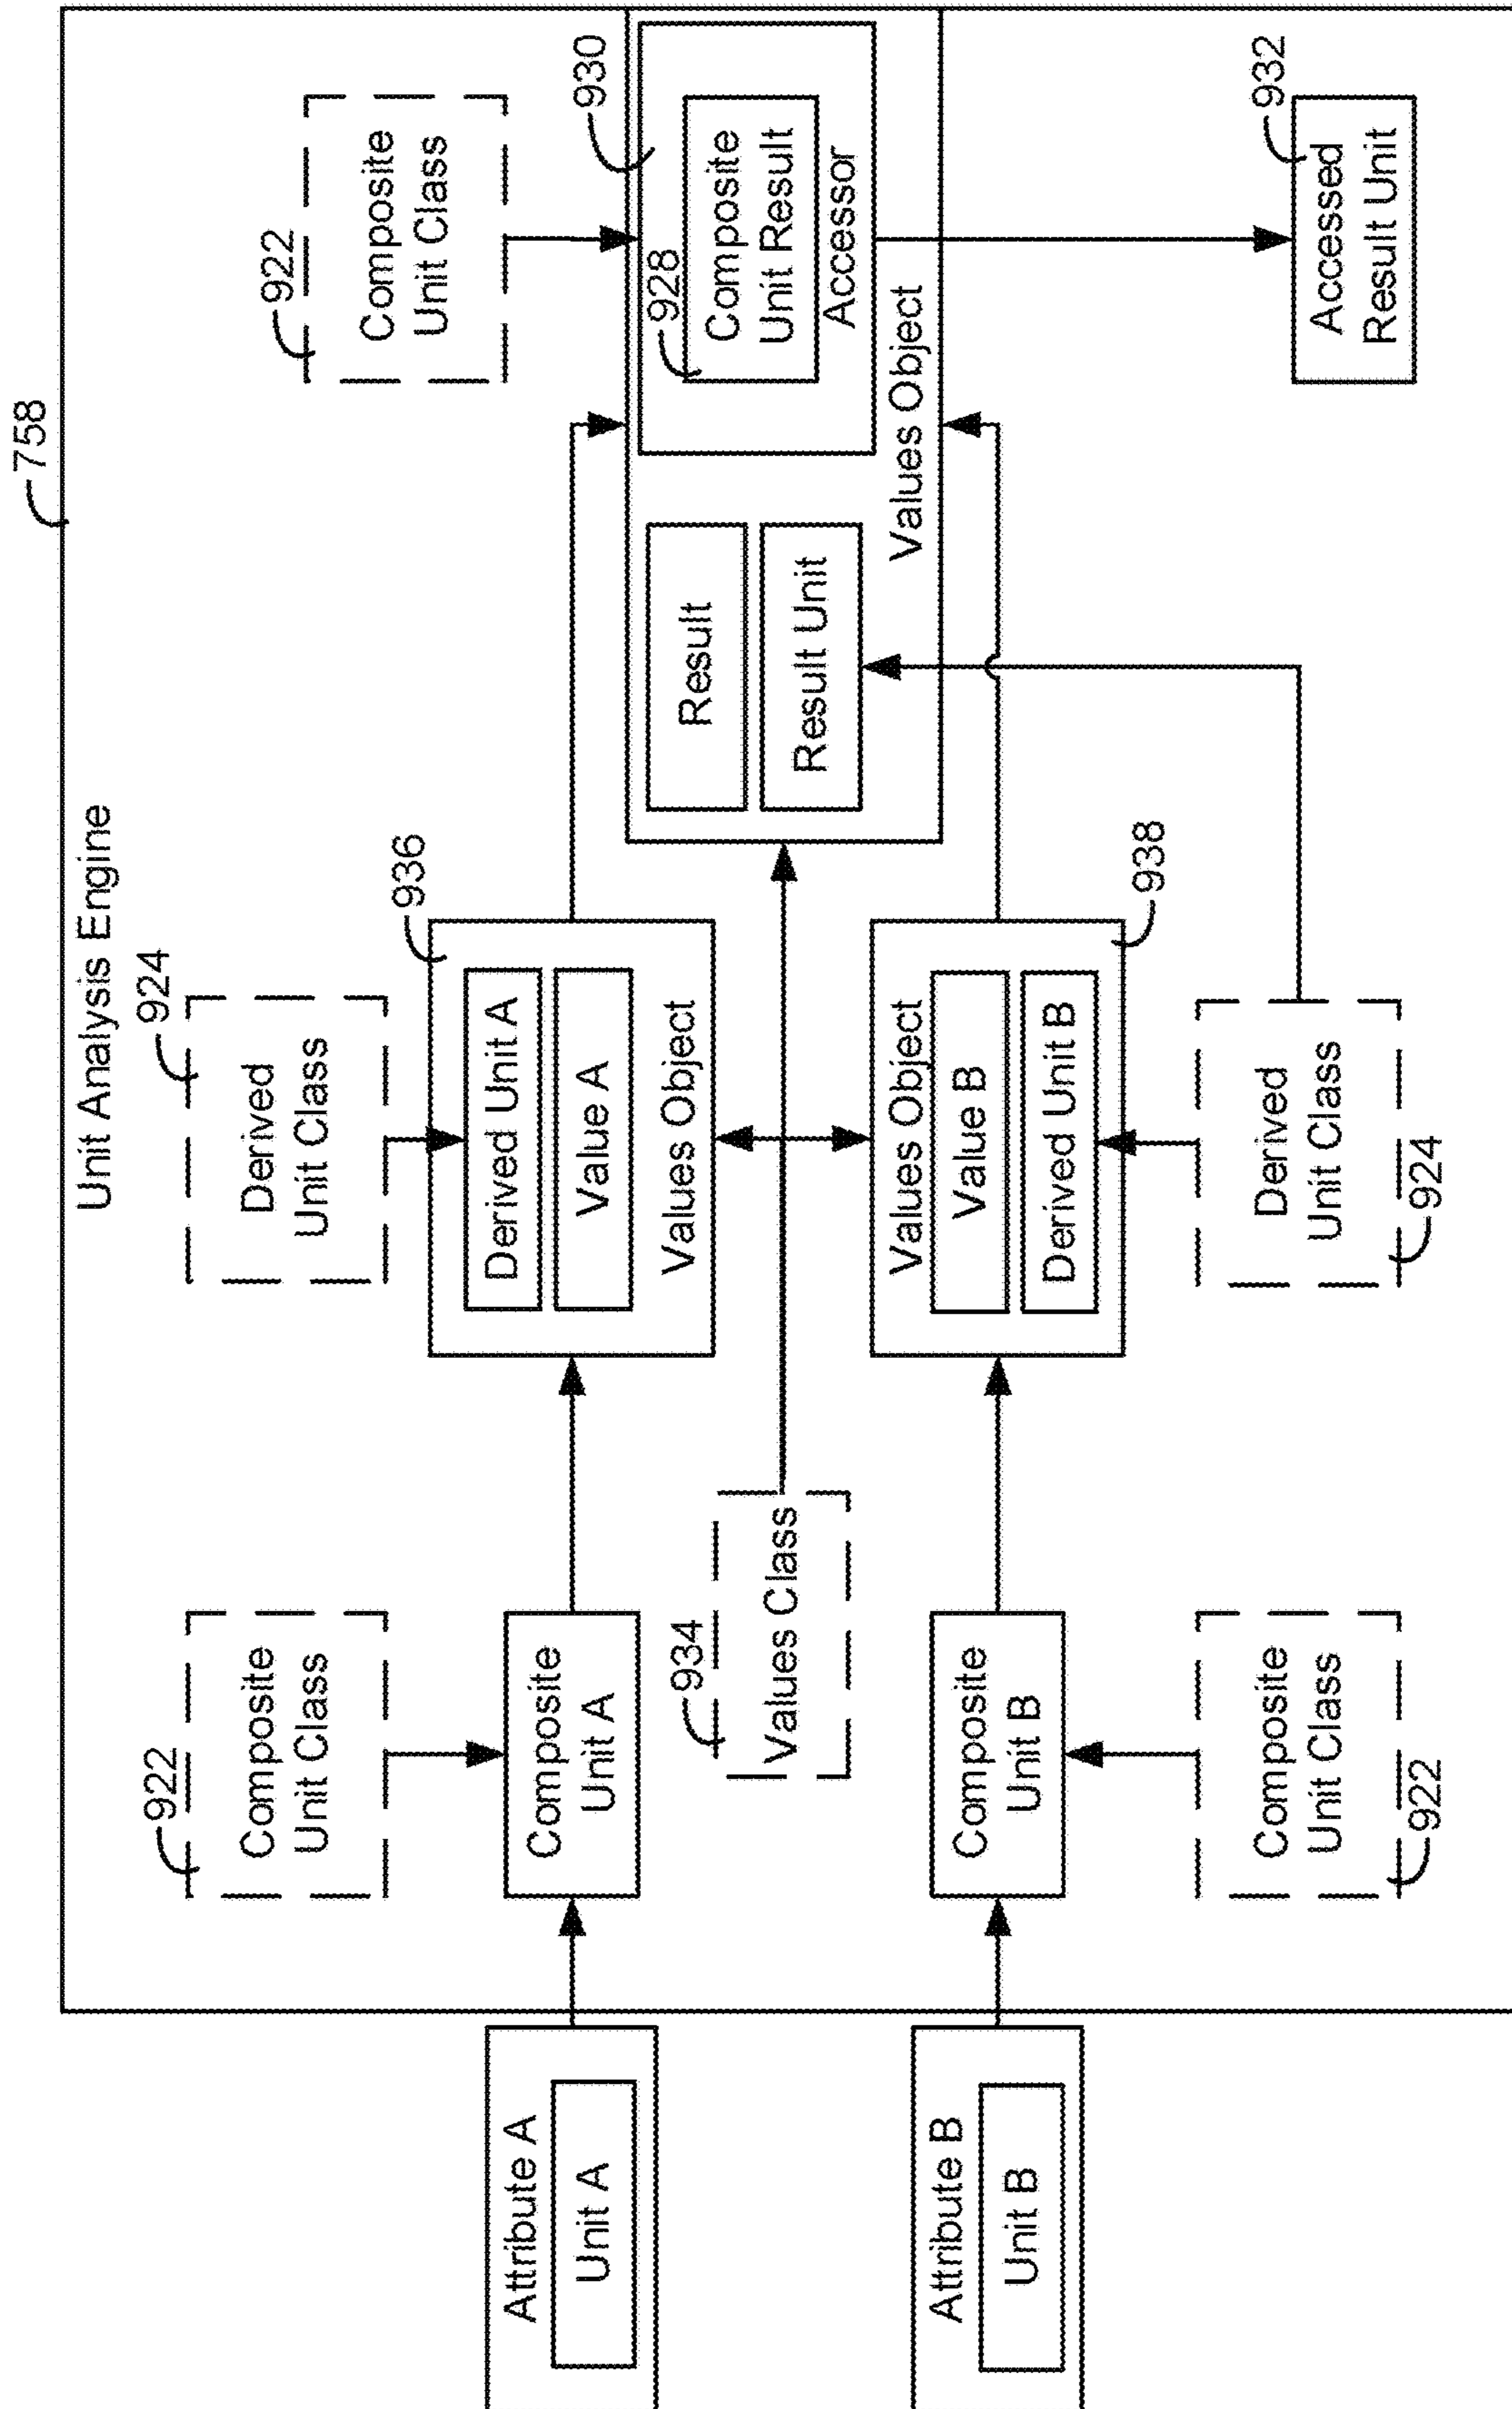 758
Unit Analysis Engine
922
Composite
Unit Class
924
Derived
Unit Class
922
Composite
Unit Class
Attribute A
Unit A
Composite
Unit A
936
Derived Unit A
Value A
Values Object
930
928
Composite
Unit Result
Accessor
Result
Result Unit
Values Object
934
Values Class
Attribute B
Unit B
Composite
Unit B
Values Object
Value B
Derived Unit B
938
922
Composite
Unit Class
924
Derived
Unit Class
932
Accessed
Result Unit